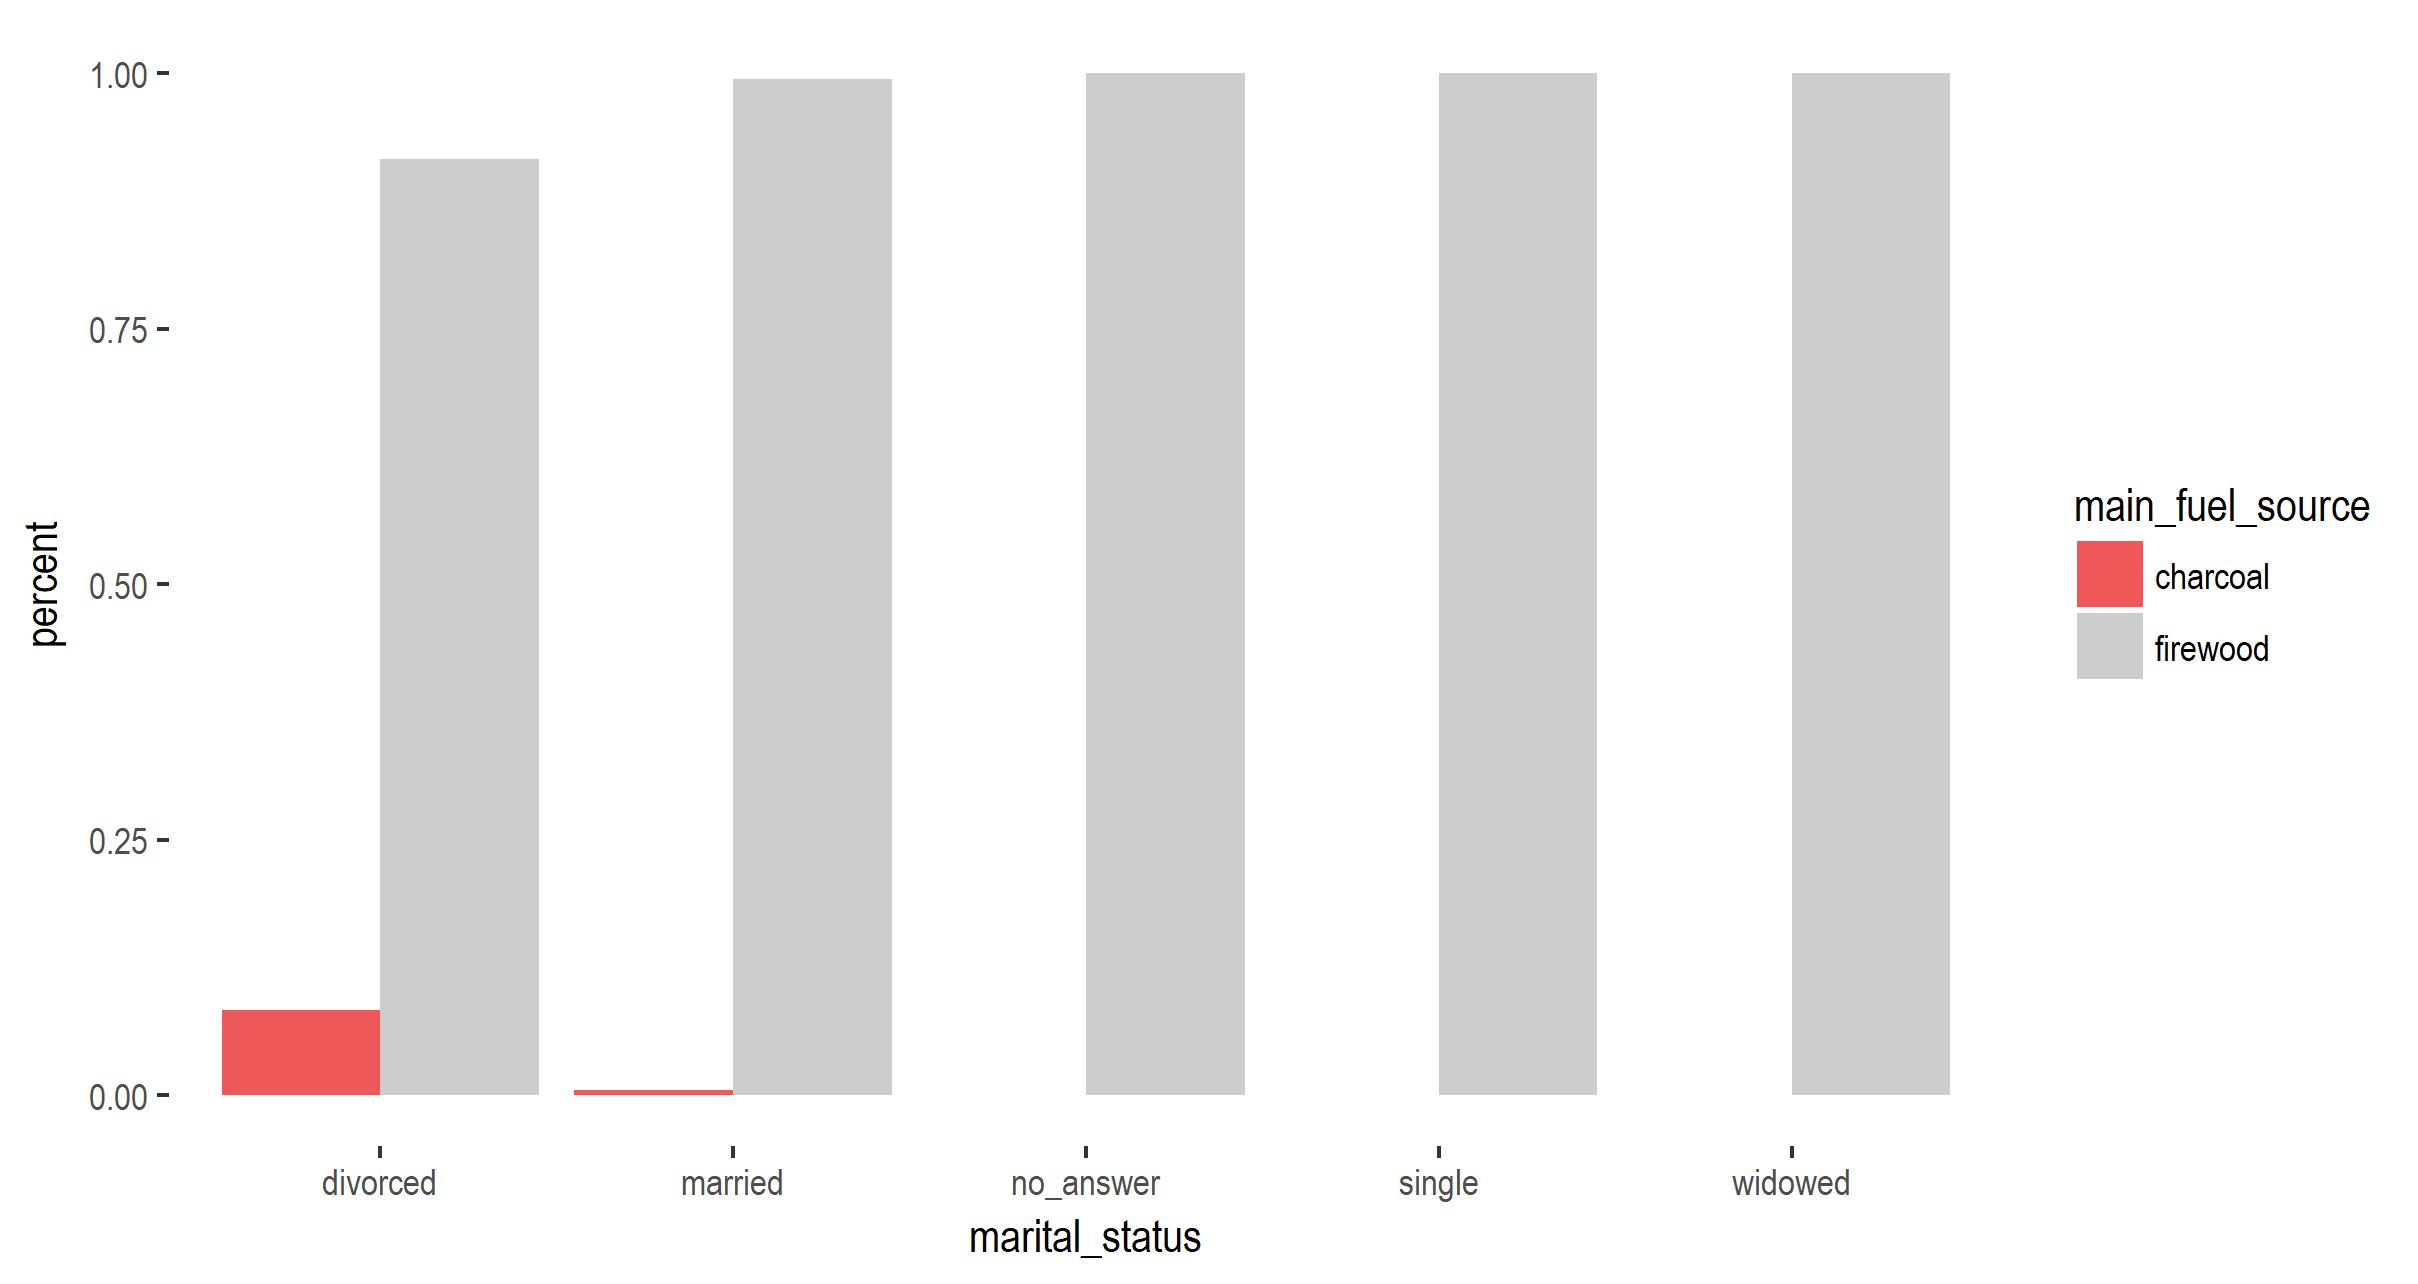 1.00
0.75
0.50
0.25
0.00
percent
divorced
married
no_answer
single
widowed
marital_status
main_fuel_source
charcoal
firewood